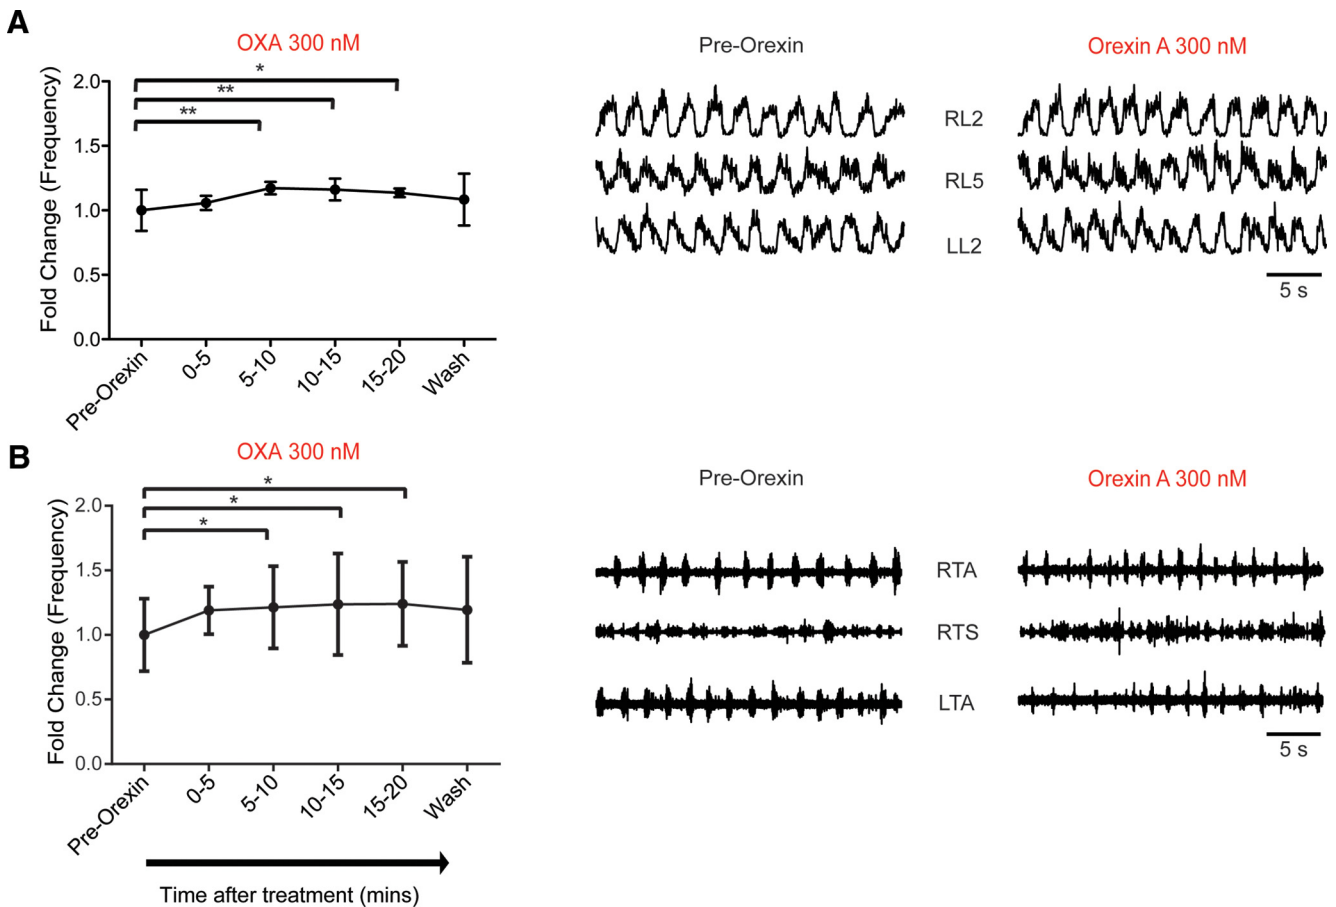 A
OXA 300 nM
Pre-Orexin
Orexin A 300 nM
*
**
**
Fold Change (Frequency)
2.0
1.5
1.0
0.5
0.0
Pre-Orexin
0-5
5-10
10-15
15-20
Wash
RL2
RL5
LL2
5 s
B
OXA 300 nM
Pre-Orexin
Orexin A 300 nM
*
*
*
Fold Change (Frequency)
2.0
1.5
1.0
0.5
0.0
Pre-Orexin
0-5
5-10
10-15
15-20
Wash
RTA
RTS
LTA
5 s
Time after treatment (mins)